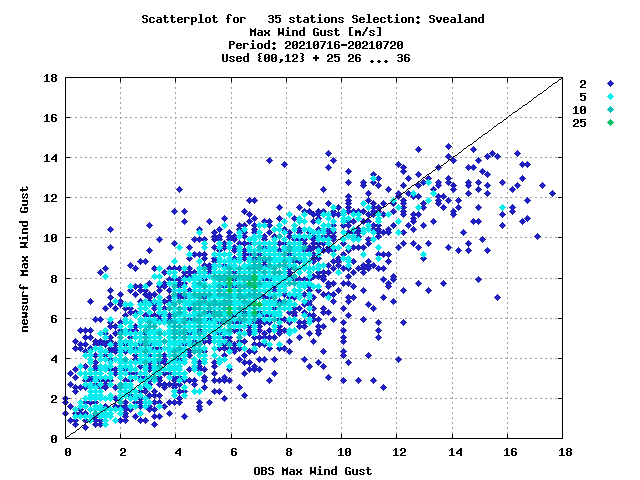 Scatterplot for   35 stations Selection: Svealand
Max Wind Gust [m/s]
Period: 20210716-20210720
Used {00,12} + 25 26 ... 36
2
5
10
25
newsurf Max Wind Gust
18
16
14
12
10
8
6
4
2
0
0 2 4 6 8 10 12 14 16 18
OBS Max Wind Gust